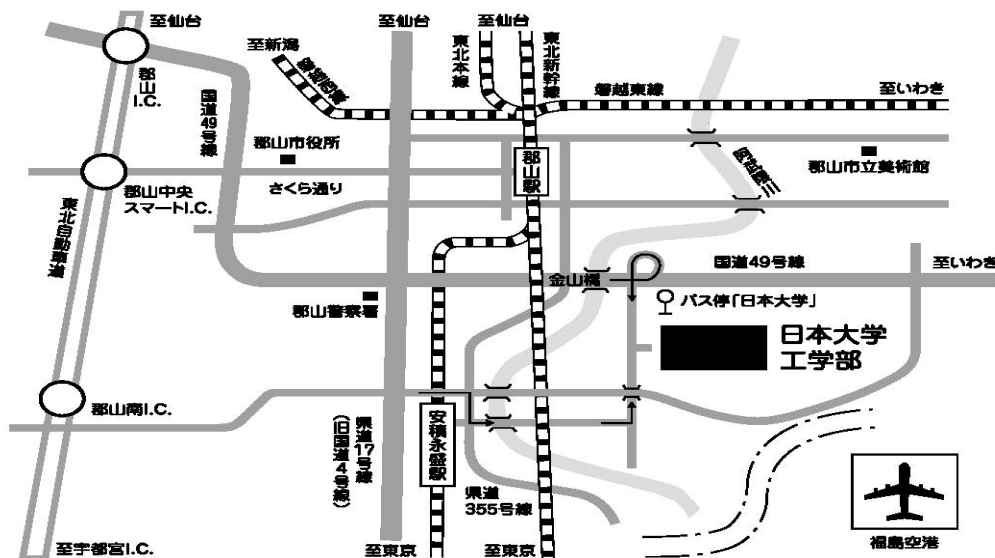 至仙台
至仙台
至仙台
至新潟
磐越西線
東北本線
東北新幹線
磐越東線
至いわき
郡山
I.C.
国道49号線
郡山市役所
郡山駅
郡山市立美術館
阿武隈川
さくら通り
郡山中央
スマートI.C.
東北自動車道
金山橋
国道49号線
至いわき
バス停「日本大学」
郡山警察署
日本大学
工学部
郡山南I.C.
県道17号線
(旧国道4号線)
安積永盛駅
県道
355号線
至宇都宮I.C.
至東京
至東京
福島空港